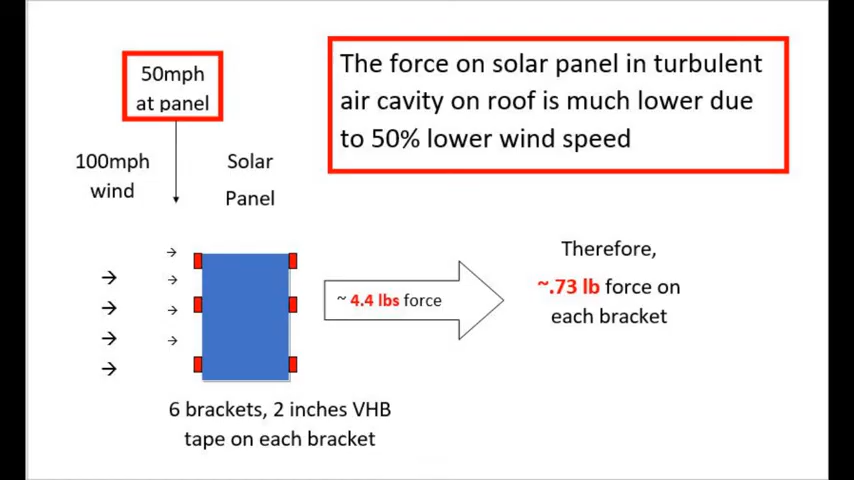 50mph
at panel
The force on solar panel in turbulent
air cavity on roof is much lower due
to 50% lower wind speed
100mph
wind
Solar
Panel
~ 4.4 lbs force
Therefore,
~.73 lb force on
each bracket
6 brackets, 2 inches VHB
tape on each bracket